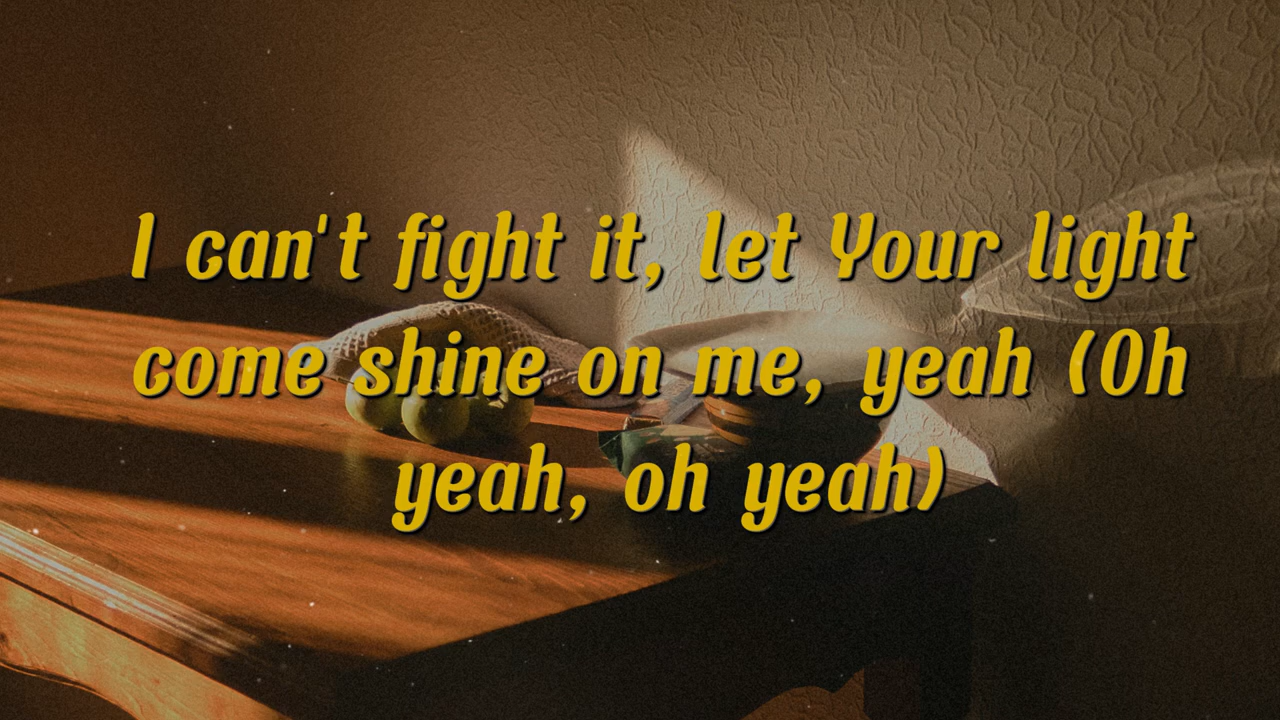 I can't fight it, let Your light
come shine on me, yeah (Oh
yeah, oh yeah)